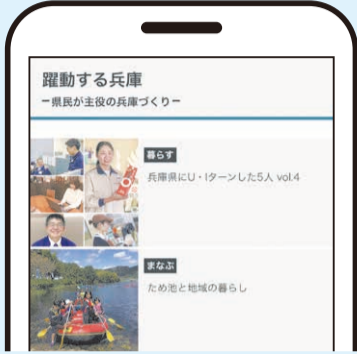 躍動する兵庫
ー県民が主役の兵庫づくりー
暮らす
兵庫県にU・Iターンした5人 vol.4
まなぶ
ため池と地域の暮らし